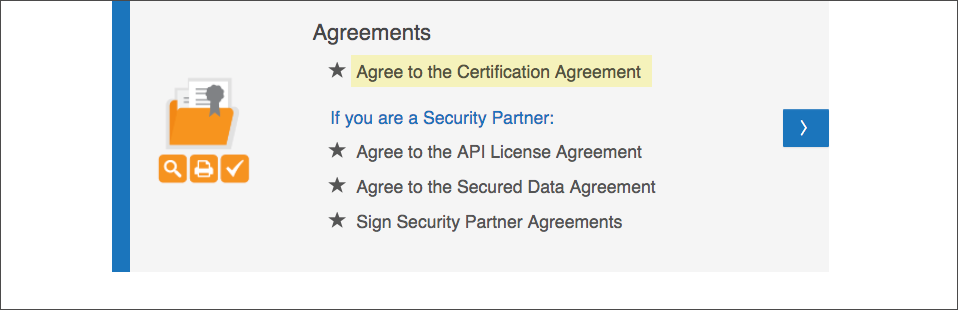 Agreements
★ Agree to the Certification Agreement
If you are a Security Partner:
★ Agree to the API License Agreement
★ Agree to the Secured Data Agreement
★ Sign Security Partner Agreements